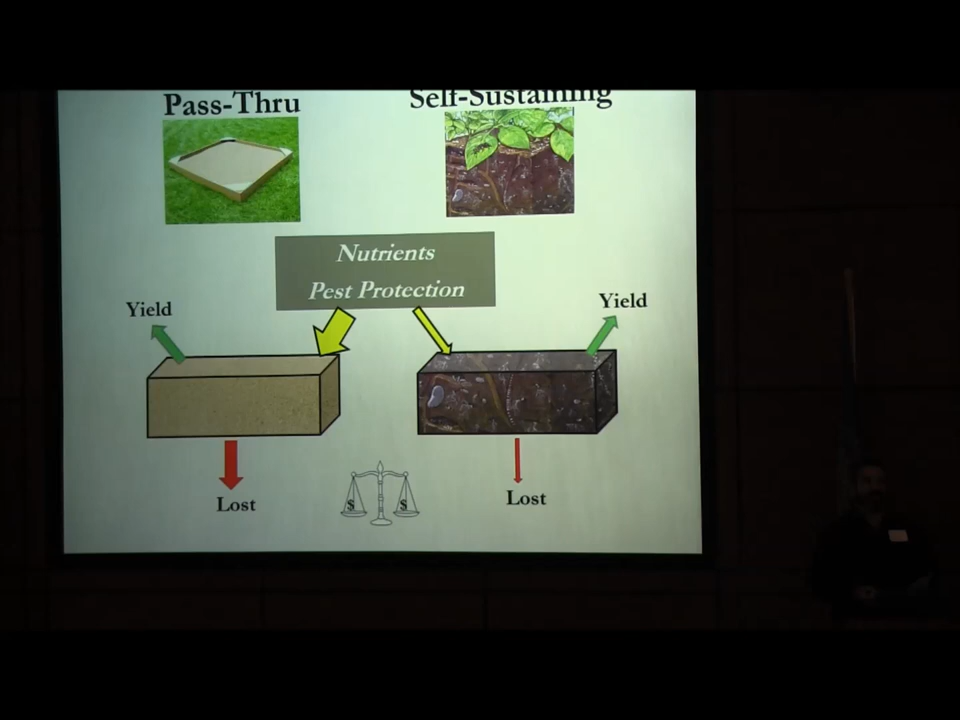 Pass-Thru
Self-Sustaining
Nutrients
Pest Protection
Yield
Yield
Lost
Lost
$
$